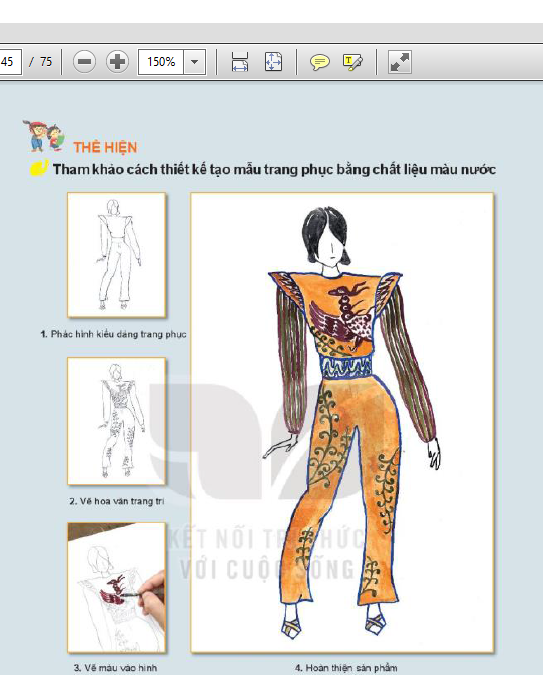 45 / 75
150%
THỂ HIỆN
Tham khảo cách thiết kế tạo mẫu trang phục bằng chất liệu màu nước
1. Phác hình kiểu dáng trang phục
2. Vẽ hoa văn trang trí
3. Vẽ màu vào hình
4. Hoàn thiện sản phẩm
KẾT NỐI TRI THỨC
VỚI CUỘC SỐNG